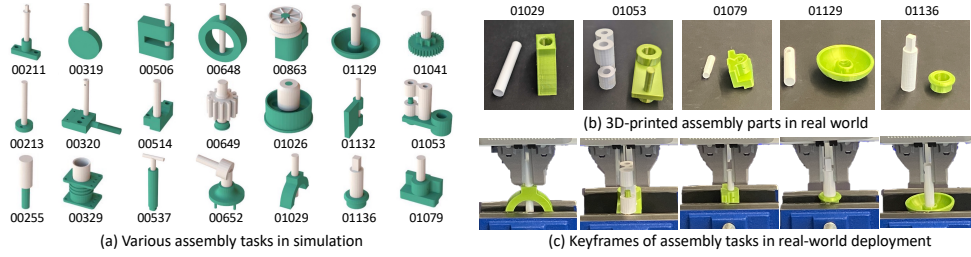 00211 00319 00506 00648 00863 01129 01041
00213 00320 00514 00649 01026 01132 01053
00255 00329 00537 00652 01029 01136 01079
(a) Various assembly tasks in simulation
01029 01053 01079 01129 01136
(b) 3D-printed assembly parts in real world
(c) Keyframes of assembly tasks in real-world deployment